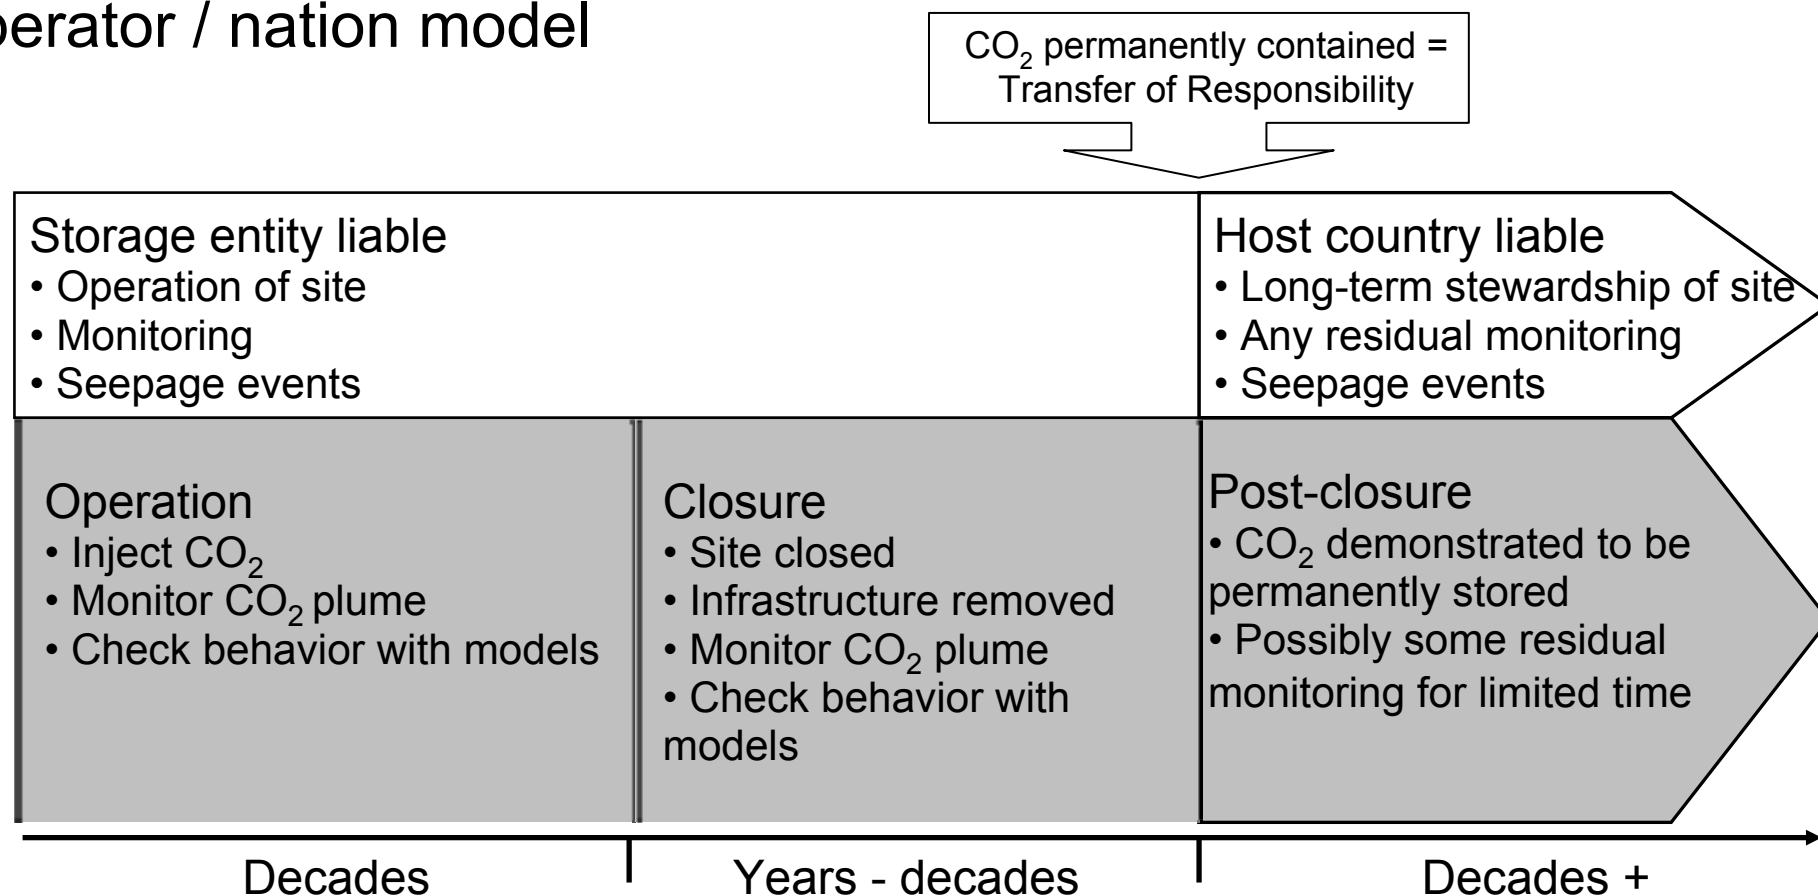 perator / nation model
CO₂ permanently contained =
Transfer of Responsibility
Storage entity liable
• Operation of site
• Monitoring
• Seepage events
Host country liable
• Long-term stewardship of site
• Any residual monitoring
• Seepage events
Operation
• Inject CO₂
• Monitor CO₂ plume
• Check behavior with models
Closure
• Site closed
• Infrastructure removed
• Monitor CO₂ plume
• Check behavior with
models
Post-closure
• CO₂ demonstrated to be
permanently stored
• Possibly some residual
monitoring for limited time
Decades
Years - decades
Decades +